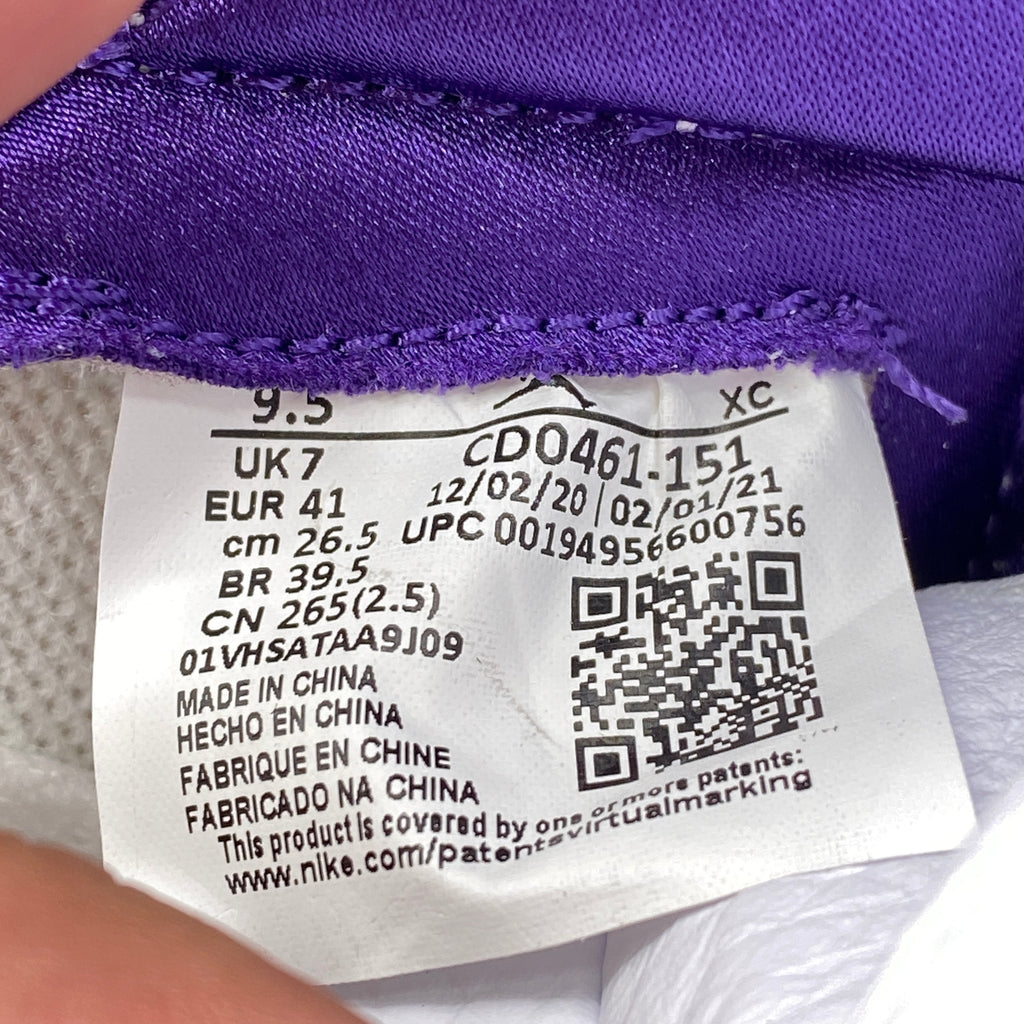 9.5 XC
UK 7 CD0461-151
EUR 41 12/02/20 | 02/01/21
cm 26.5 UPC 00194956600756
BR 39.5
CN 265(2.5)
01VHSATAA9J09
MADE IN CHINA
HECHO EN CHINA
FABRIQUE EN CHINE
FABRICADO NA CHINA
This product is covered by one or more patents:
www.nike.com/patentsvirtualmarking